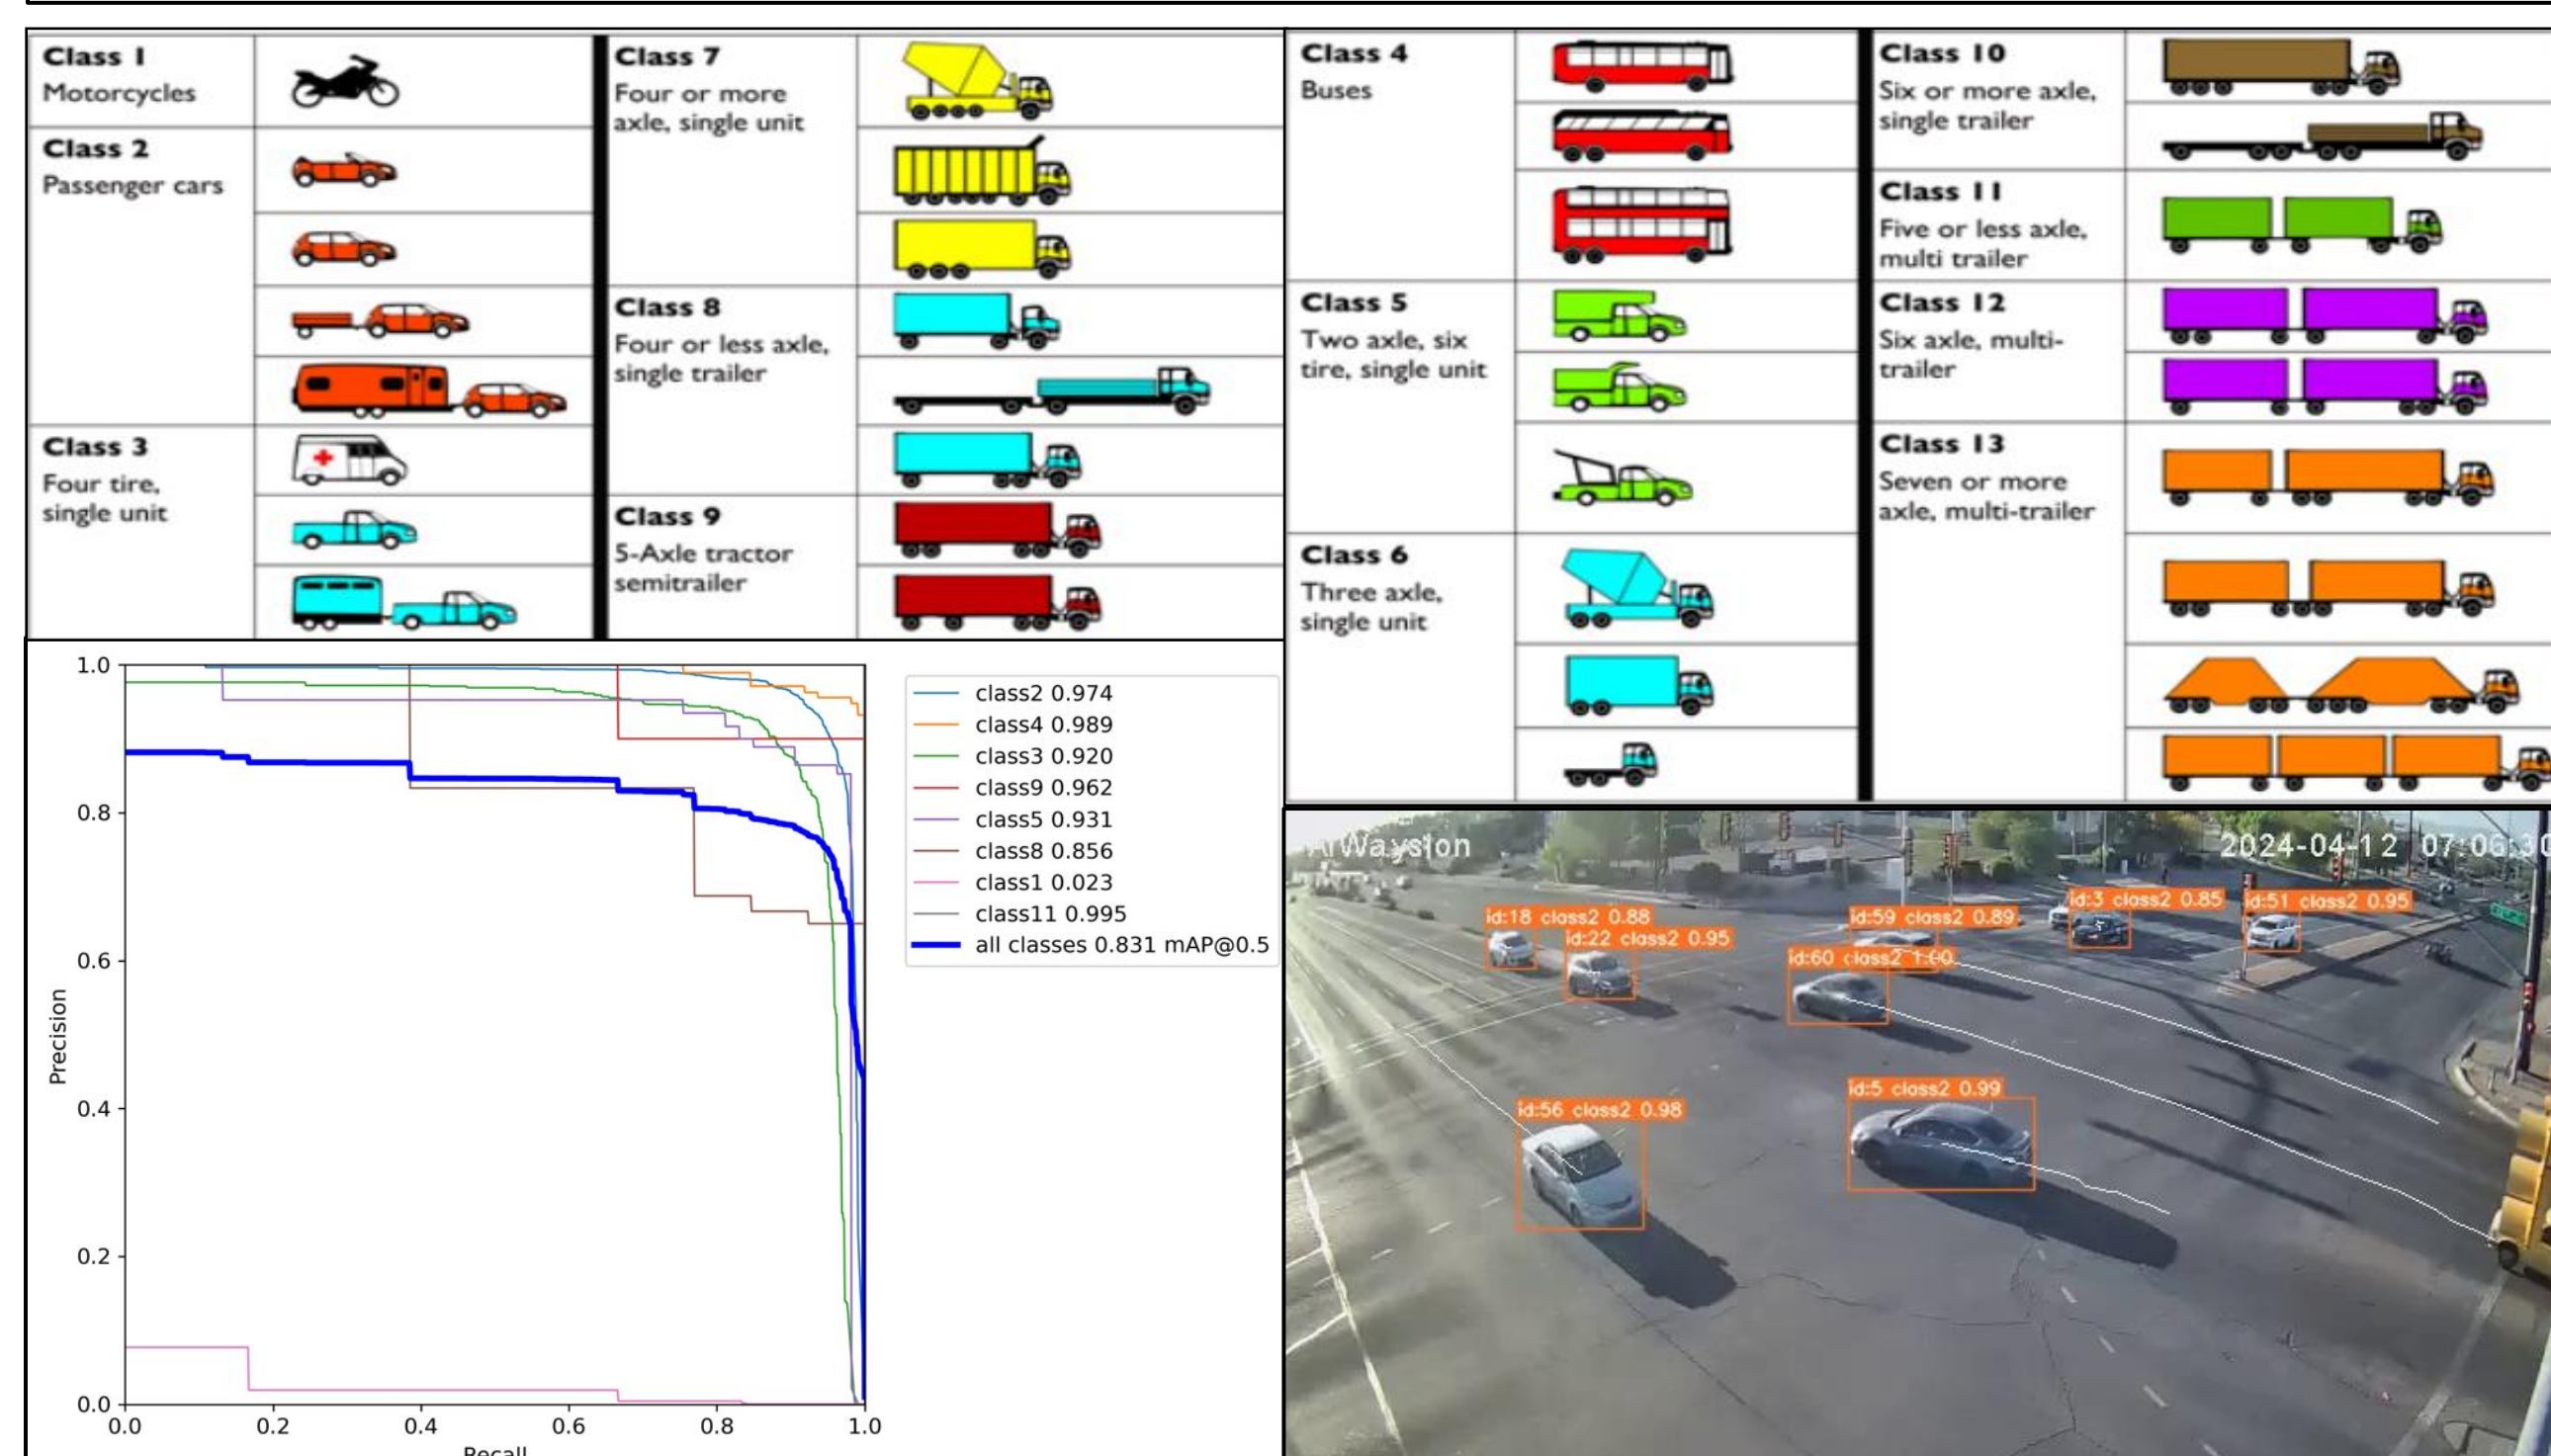 Class 1
Motorcycles
Class 2
Passenger cars
Class 3
Four tire,
single unit
Class 7
Four or more
axle, single unit
Class 8
Four or less axle,
single trailer
Class 9
5-Axle tractor
semitrailer
Class 4
Buses
Class 5
Two axle, six
tire, single unit
Class 6
Three axle,
single unit
Class 10
Six or more axle,
single trailer
Class 11
Five or less axle,
multi trailer
Class 12
Six axle, multi-
trailer
Class 13
Seven or more
axle, multi-trailer
1.0
0.8
0.6
0.4
0.2
0.0
Precision
0.0 0.2 0.4 0.6 0.8 1.0
Recall
class2 0.974
class4 0.989
class3 0.920
class9 0.962
class5 0.931
class8 0.856
class1 0.023
class11 0.995
all classes 0.831 mAP@0.5
2024-04-12 07:06:30
id:18 class2 0.88
id:22 class2 0.95
id:59 class2 0.89
id:3 class2 0.85
id:51 class2 0.95
id:60 class2 1.00
id:56 class2 0.98
id:5 class2 0.99